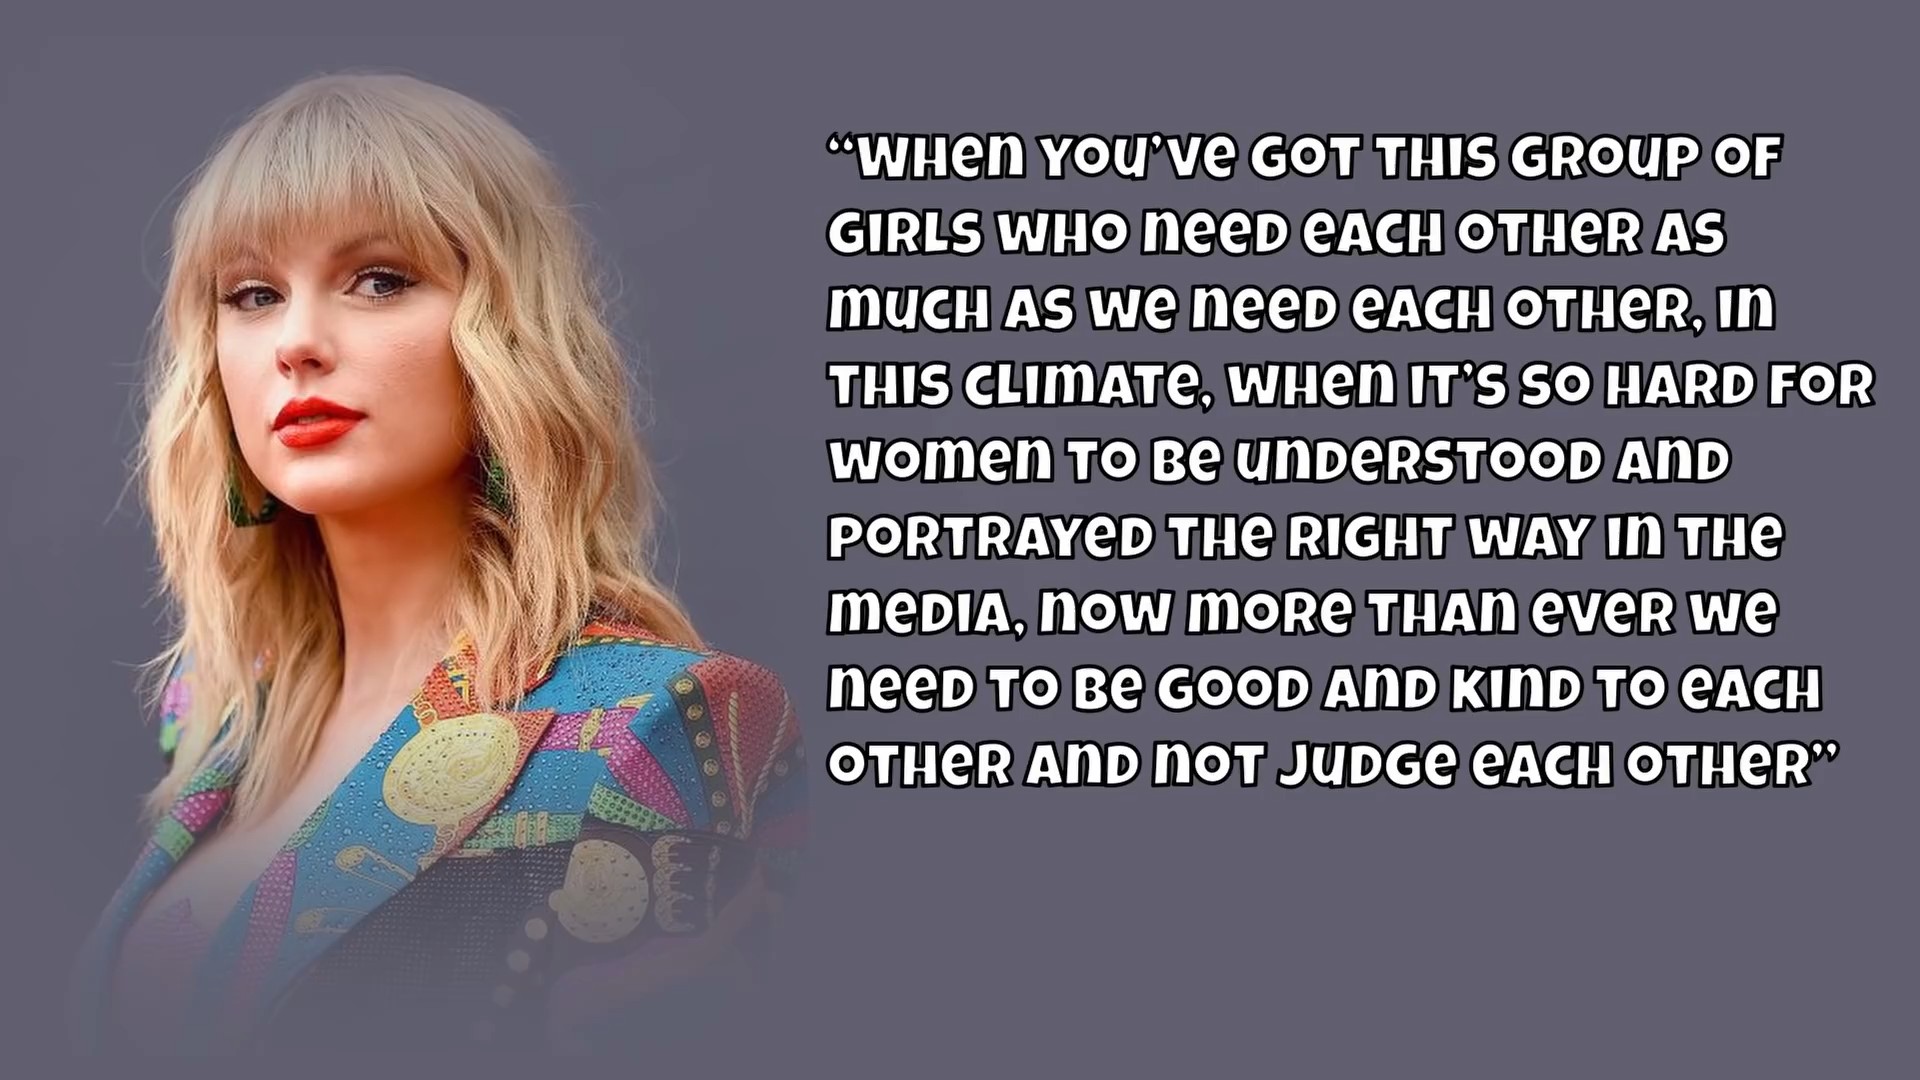 “When you’ve got this group of
girls who need each other as
much as we need each other, in
this climate, when it’s so hard for
women to be understood and
portrayed the right way in the
media, now more than ever we
need to be good and kind to each
other and not judge each other”